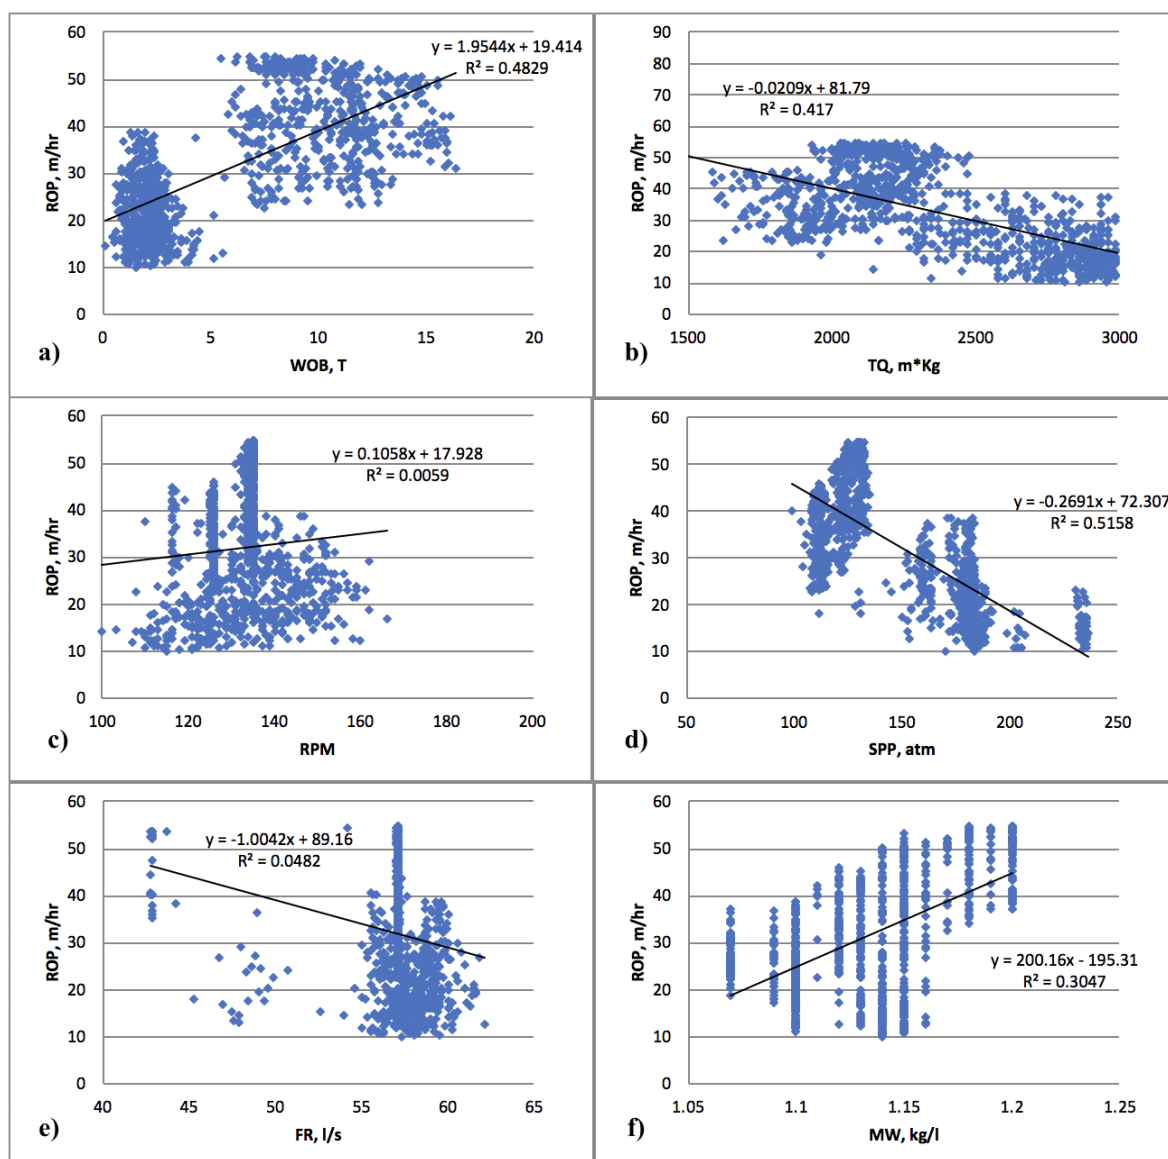 60
50
40
30
20
10
0
ROP, m/hr
y = 1.9544x + 19.414
R² = 0.4829
0 5 10 15 20
WOB, T
a)
90
80
70
60
50
40
30
20
10
0
ROP, m/hr
y = -0.0209x + 81.79
R² = 0.417
1500 2000 2500 3000
TQ, m*Kg
b)
60
50
40
30
20
10
0
ROP, m/hr
y = 0.1058x + 17.928
R² = 0.0059
100 120 140 160 180 200
RPM
c)
60
50
40
30
20
10
0
ROP, m/hr
y = -0.2691x + 72.307
R² = 0.5158
50 100 150 200 250
SPP, atm
d)
60
50
40
30
20
10
0
ROP, m/hr
y = -1.0042x + 89.16
R² = 0.0482
40 45 50 55 60 65
FR, l/s
e)
60
50
40
30
20
10
0
ROP, m/hr
y = 200.16x - 195.31
R² = 0.3047
1.05 1.1 1.15 1.2 1.25
MW, kg/l
f)